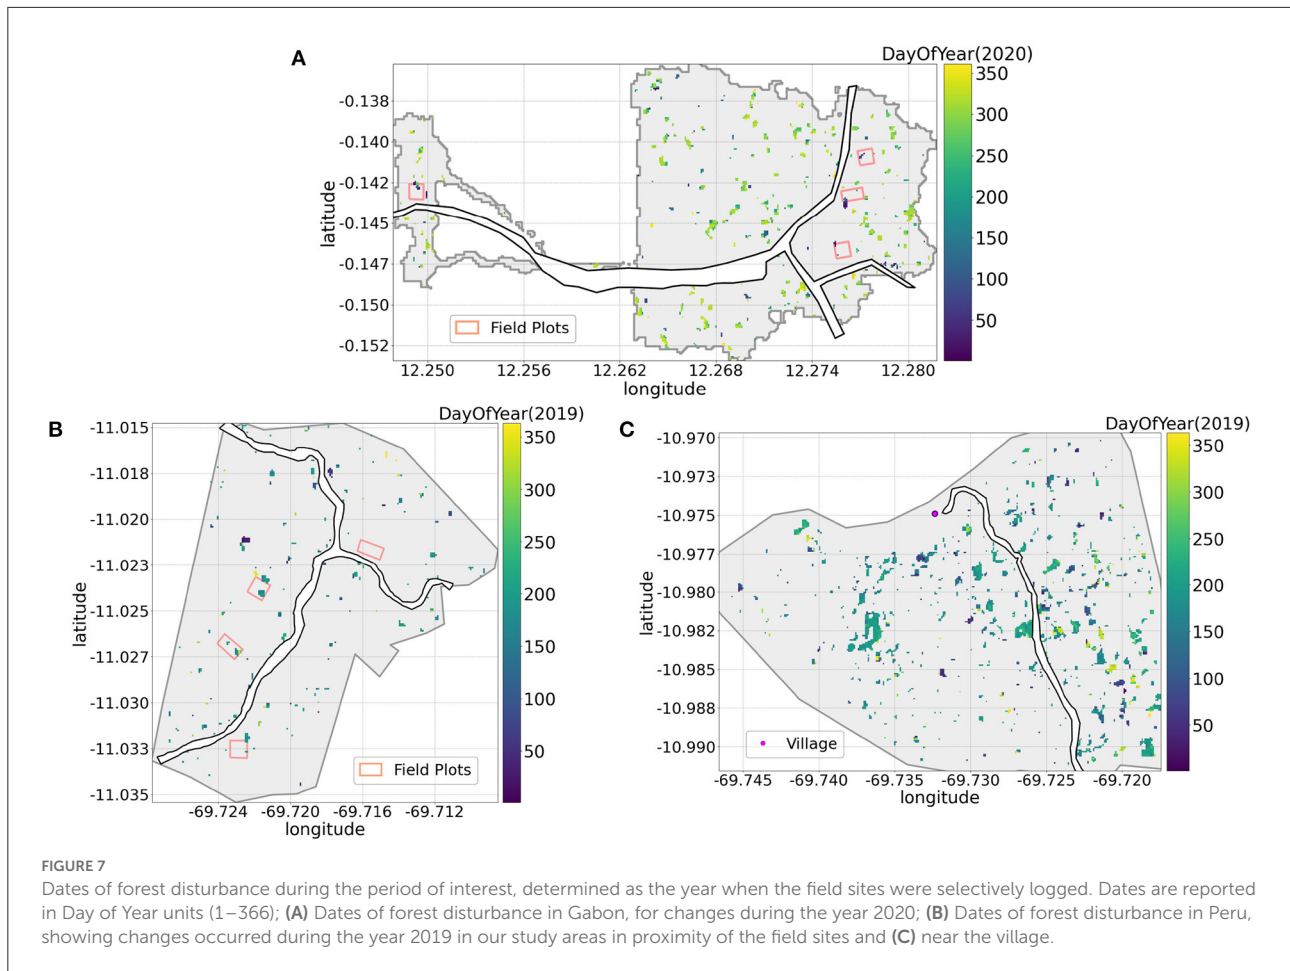 A
DayOfYear(2020)
-0.138
-0.140
-0.142
-0.145
-0.147
-0.150
-0.152
latitude
12.250 12.256 12.262 12.268 12.274 12.280
longitude
Field Plots
350
300
250
200
150
100
50
B
DayOfYear(2019)
-11.015
-11.018
-11.020
-11.023
-11.025
-11.027
-11.030
-11.033
-11.035
latitude
-69.724 -69.720 -69.716 -69.712
longitude
Field Plots
350
300
250
200
150
100
50
C
DayOfYear(2019)
-10.970
-10.973
-10.975
-10.977
-10.980
-10.982
-10.985
-10.988
-10.990
latitude
-69.745 -69.740 -69.735 -69.730 -69.725 -69.720
longitude
Village
350
300
250
200
150
100
50
FIGURE 7
Dates of forest disturbance during the period of interest, determined as the year when the field sites were selectively logged. Dates are reported
in Day of Year units (1–366); (A) Dates of forest disturbance in Gabon, for changes during the year 2020; (B) Dates of forest disturbance in Peru,
showing changes occurred during the year 2019 in our study areas in proximity of the field sites and (C) near the village.